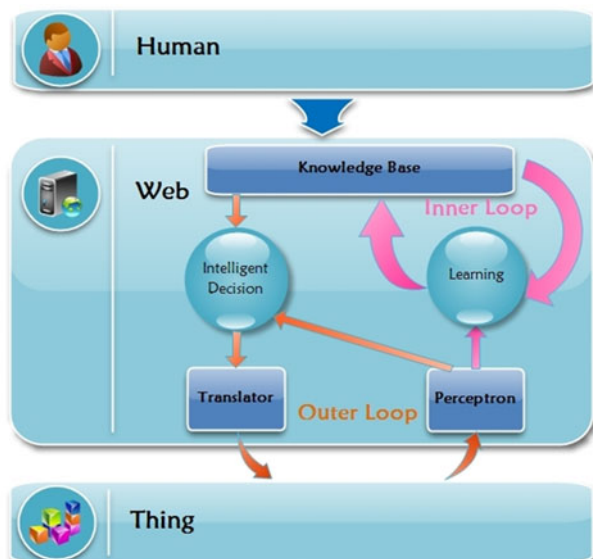 Human
Knowledge Base
Web
Inner Loop
Intelligent
Decision
Learning
Translator
Outer Loop
Perceptron
Thing